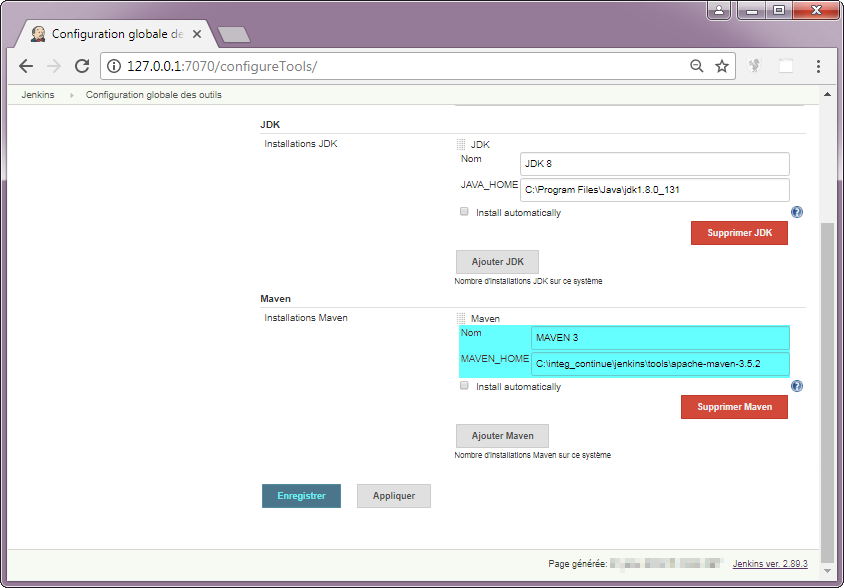 Configuration globale de
127.0.0.1:7070/configureTools/
Jenkins Configuration globale des outils
JDK
Installations JDK
JDK
Nom
JDK 8
JAVA_HOME
C:\Program Files\Java\jdk1.8.0_131
Install automatically
Supprimer JDK
Ajouter JDK
Nombre d'installations JDK sur ce système
Maven
Installations Maven
Maven
Nom
MAVEN 3
MAVEN_HOME
C:\integ_continue\jenkins\tools\apache-maven-3.5.2
Install automatically
Supprimer Maven
Ajouter Maven
Nombre d'installations Maven sur ce système
Enregistrer Appliquer
Page générée: Jenkins ver. 2.89.3